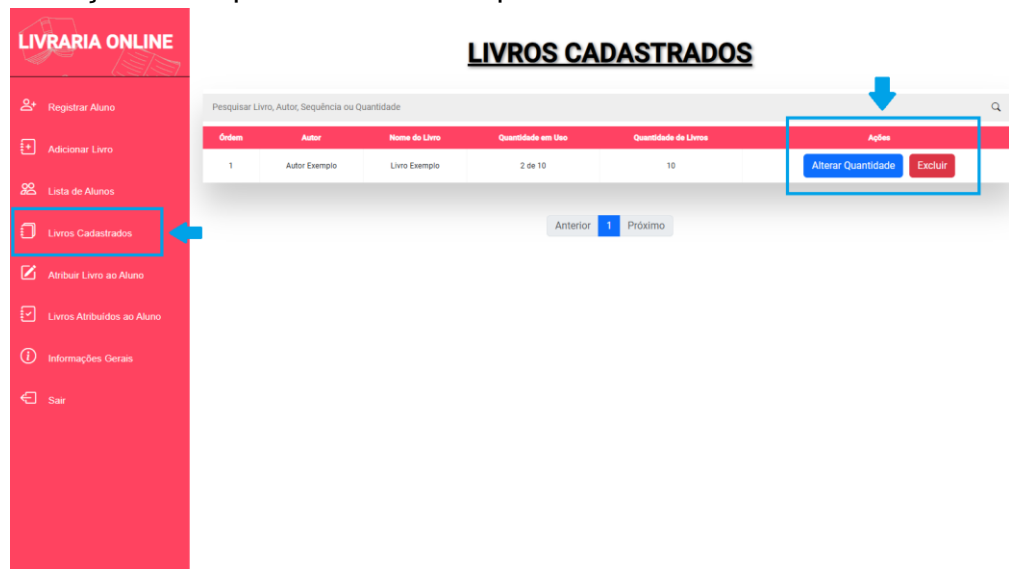 LIVRARIA ONLINE
Registrar Aluno
Adicionar Livro
Lista de Alunos
Livros Cadastrados
Atribuir Livro ao Aluno
Livros Atribuídos ao Aluno
Informações Gerais
Sair
LIVROS CADASTRADOS
Pesquisar Livro, Autor, Sequência ou Quantidade
Órdem Autor Nome do Livro Quantidade em Uso Quantidade de Livros Ações
1 Autor Exemplo Livro Exemplo 2 de 10 10 Alterar Quantidade Excluir
Anterior 1 Próximo